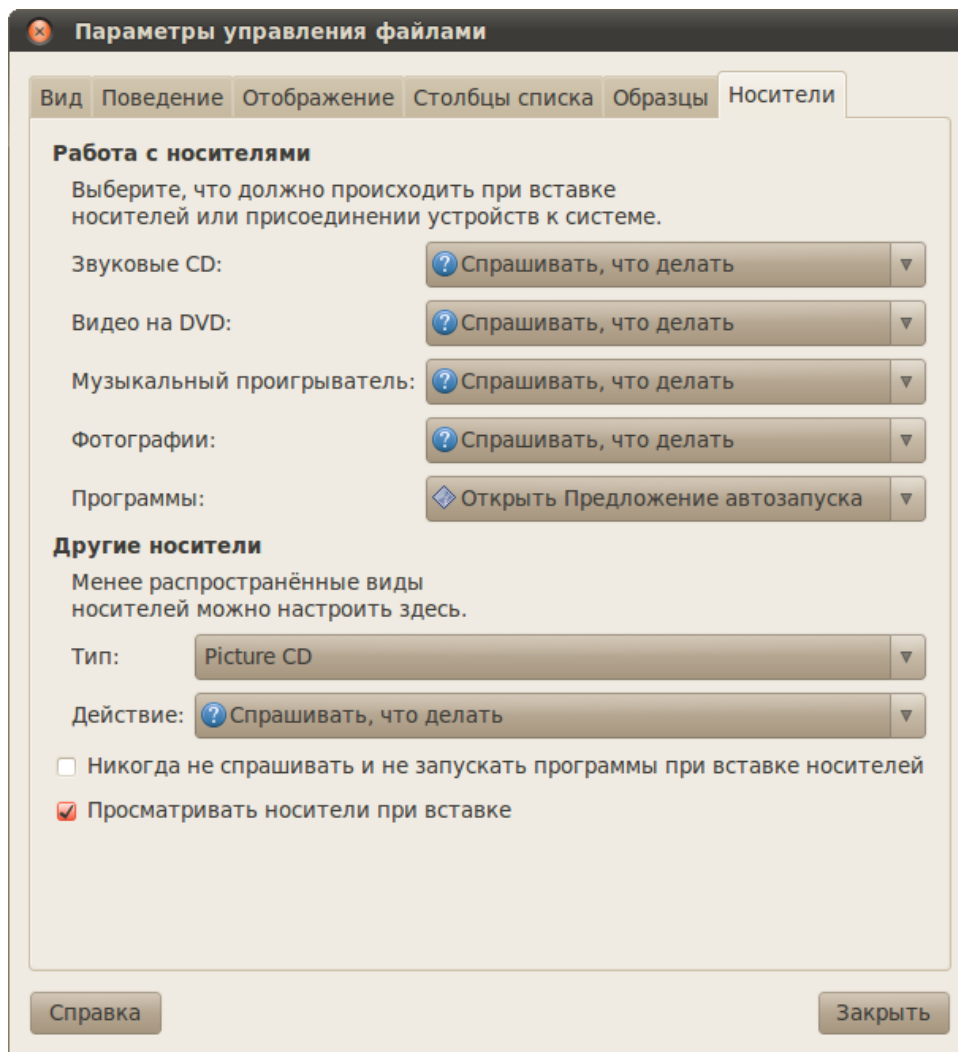 Параметры управления файлами
Вид Поведение Отображение Столбцы списка Образцы Носители
Работа с носителями
Выберите, что должно происходить при вставке
носителей или присоединении устройств к системе.
Звуковые CD: Спрашивать, что делать
Видео на DVD: Спрашивать, что делать
Музыкальный проигрыватель: Спрашивать, что делать
Фотографии: Спрашивать, что делать
Программы: Открыть Предложение автозапуска
Другие носители
Менее распространённые виды
носителей можно настроить здесь.
Тип: Picture CD
Действие: Спрашивать, что делать
Никогда не спрашивать и не запускать программы при вставке носителей
Просматривать носители при вставке
Справка Закрыть